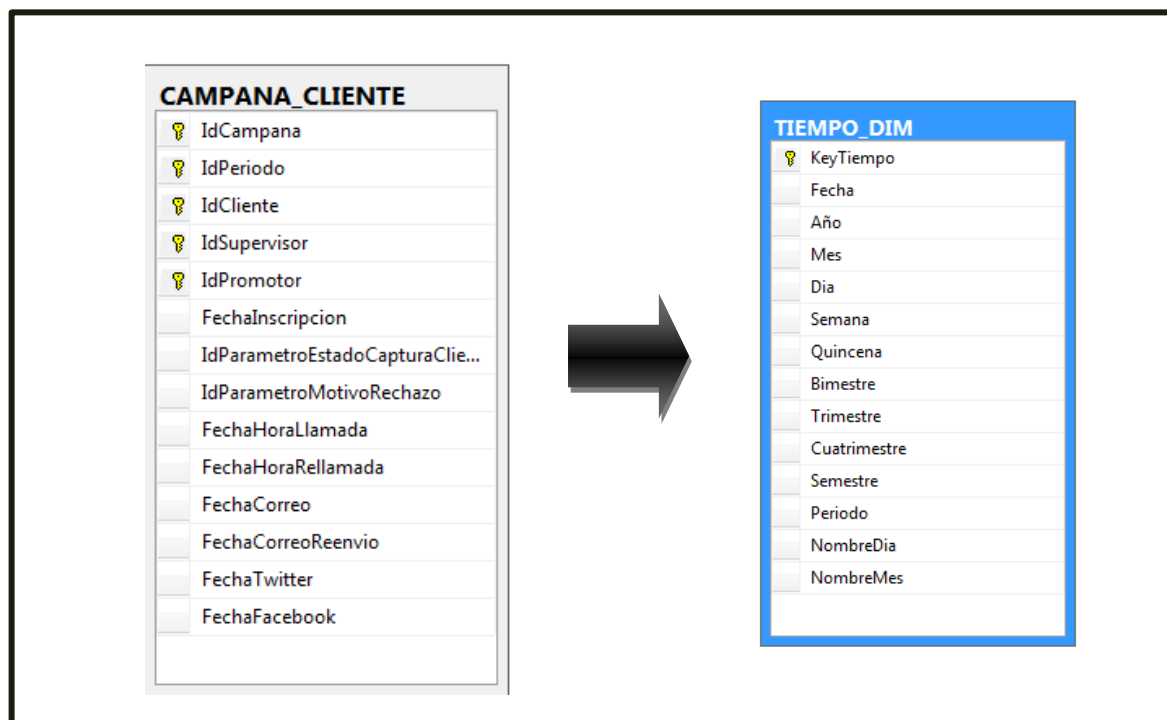 CAMPANA_CLIENTE
IdCampana
IdPeriodo
IdCliente
IdSupervisor
IdPromotor
FechaInscripcion
IdParametroEstadoCapturaClie...
IdParametroMotivoRechazo
FechaHoraLlamada
FechaHoraRellamada
FechaCorreo
FechaCorreoReenvio
FechaTwitter
FechaFacebook
TIEMPO_DIM
KeyTiempo
Fecha
Año
Mes
Dia
Semana
Quincena
Bimestre
Trimestre
Cuatrimestre
Semestre
Periodo
NombreDia
NombreMes